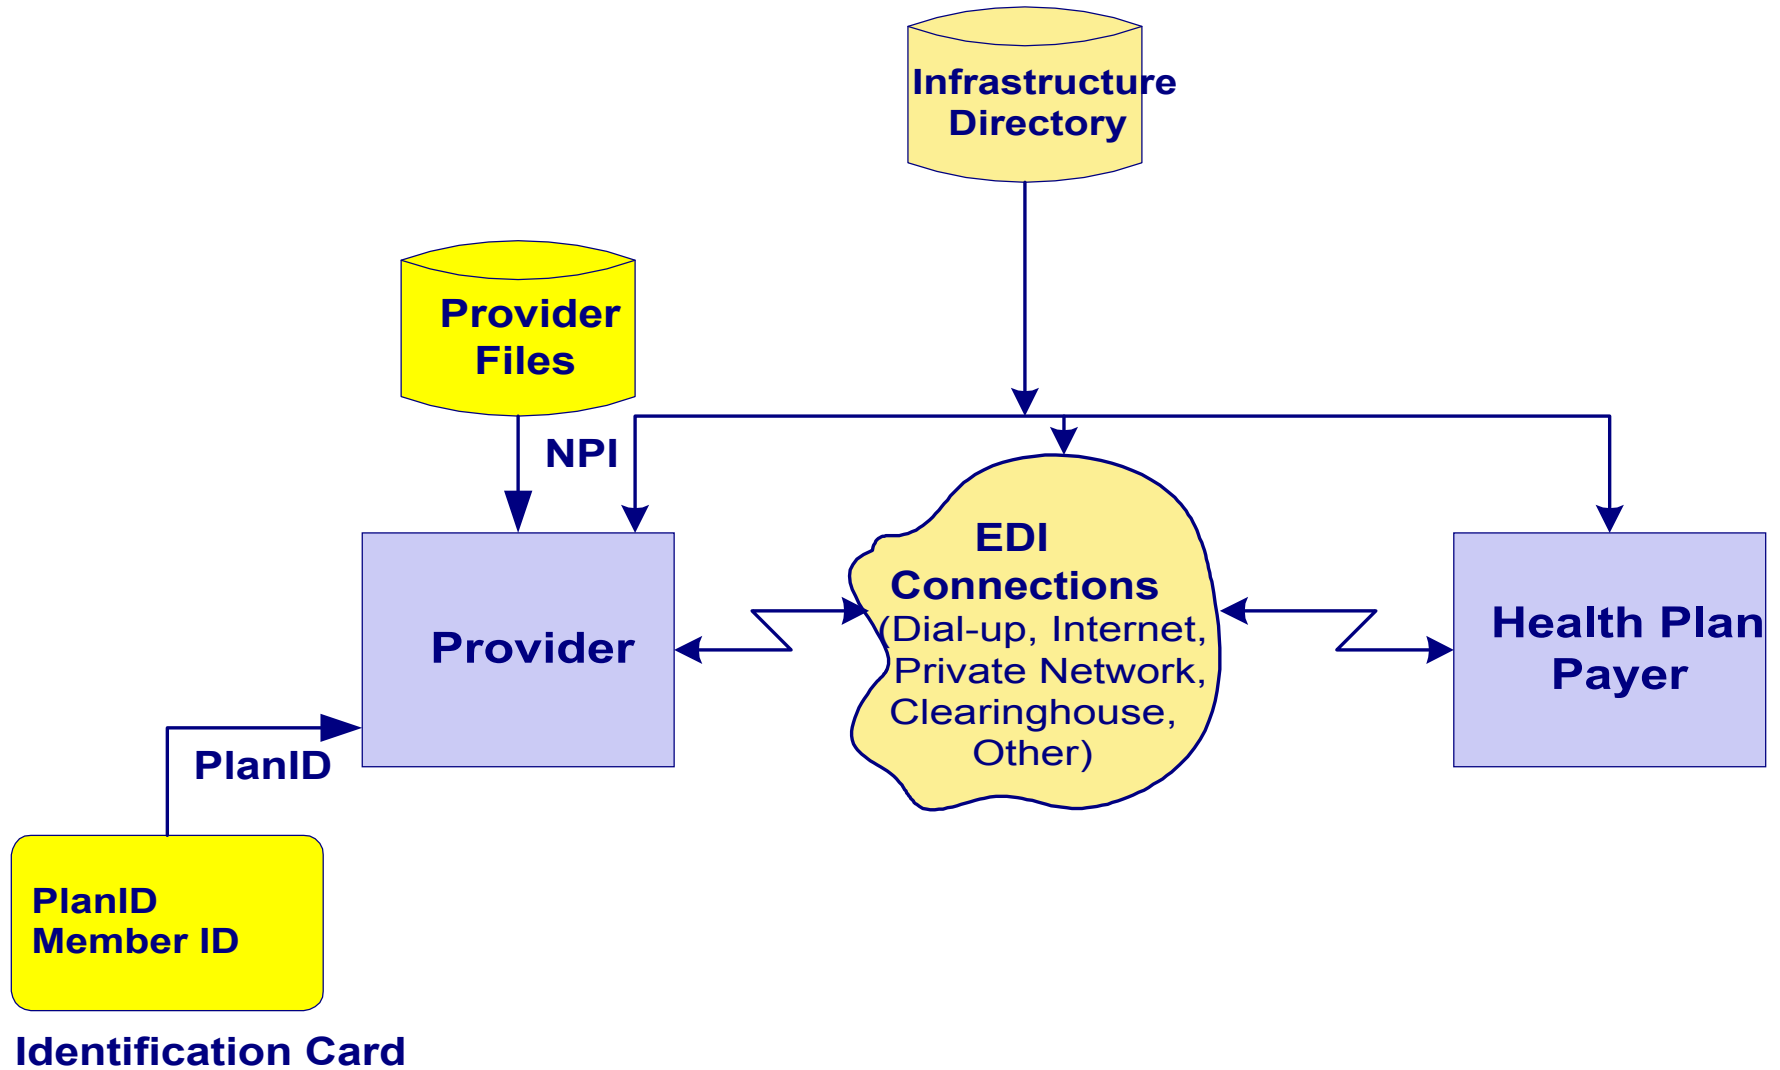 Infrastructure
Directory
Provider
Files
NPI
EDI
Connections
(Dial-up, Internet,
Private Network,
Clearinghouse,
Other)
Provider
Health Plan
Payer
PlanID
PlanID
Member ID
Identification Card